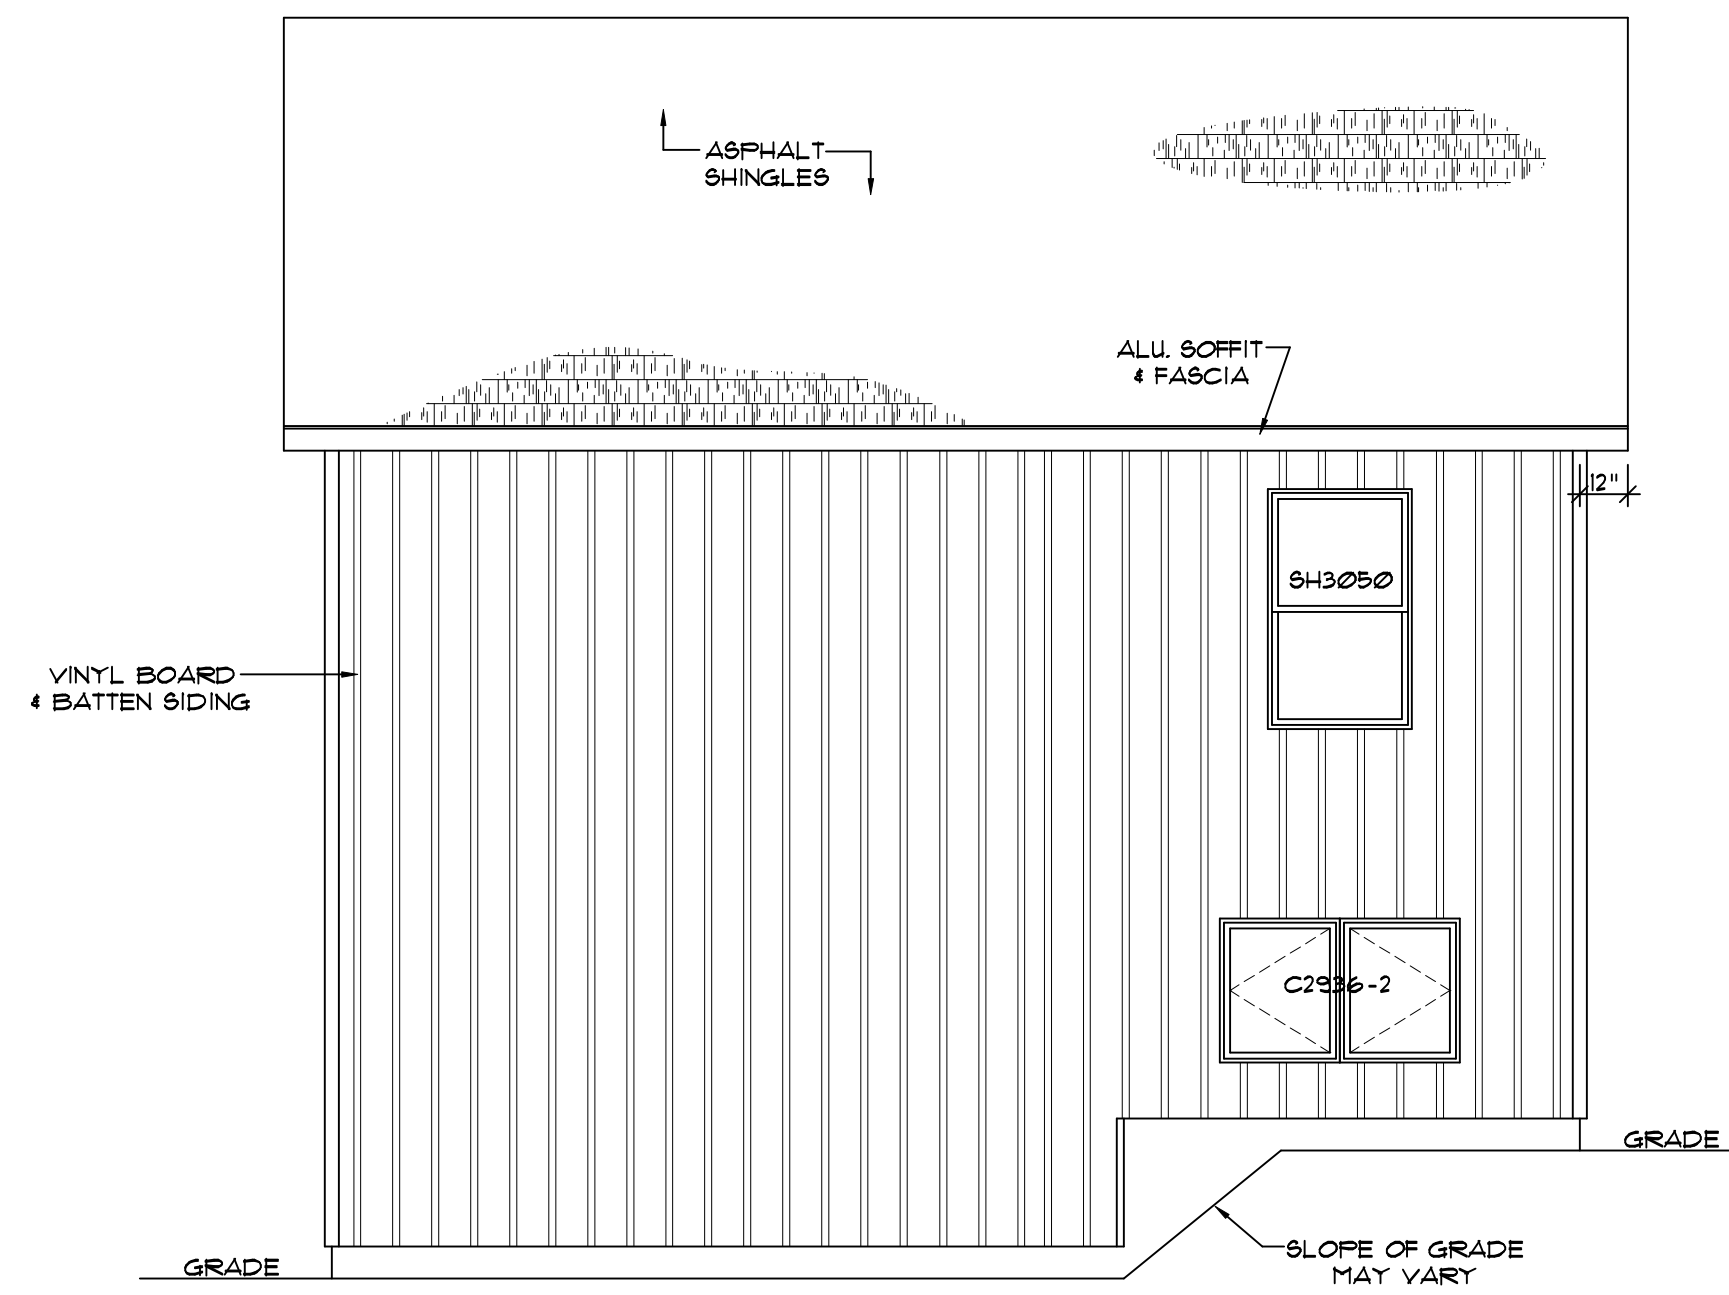 ASPHALT
SHINGLES
ALU. SOFFIT
& FASCIA
12"
SH3050
VINYL BOARD
& BATTEN SIDING
C2936-2
GRADE
SLOPE OF GRADE
MAY VARY
GRADE